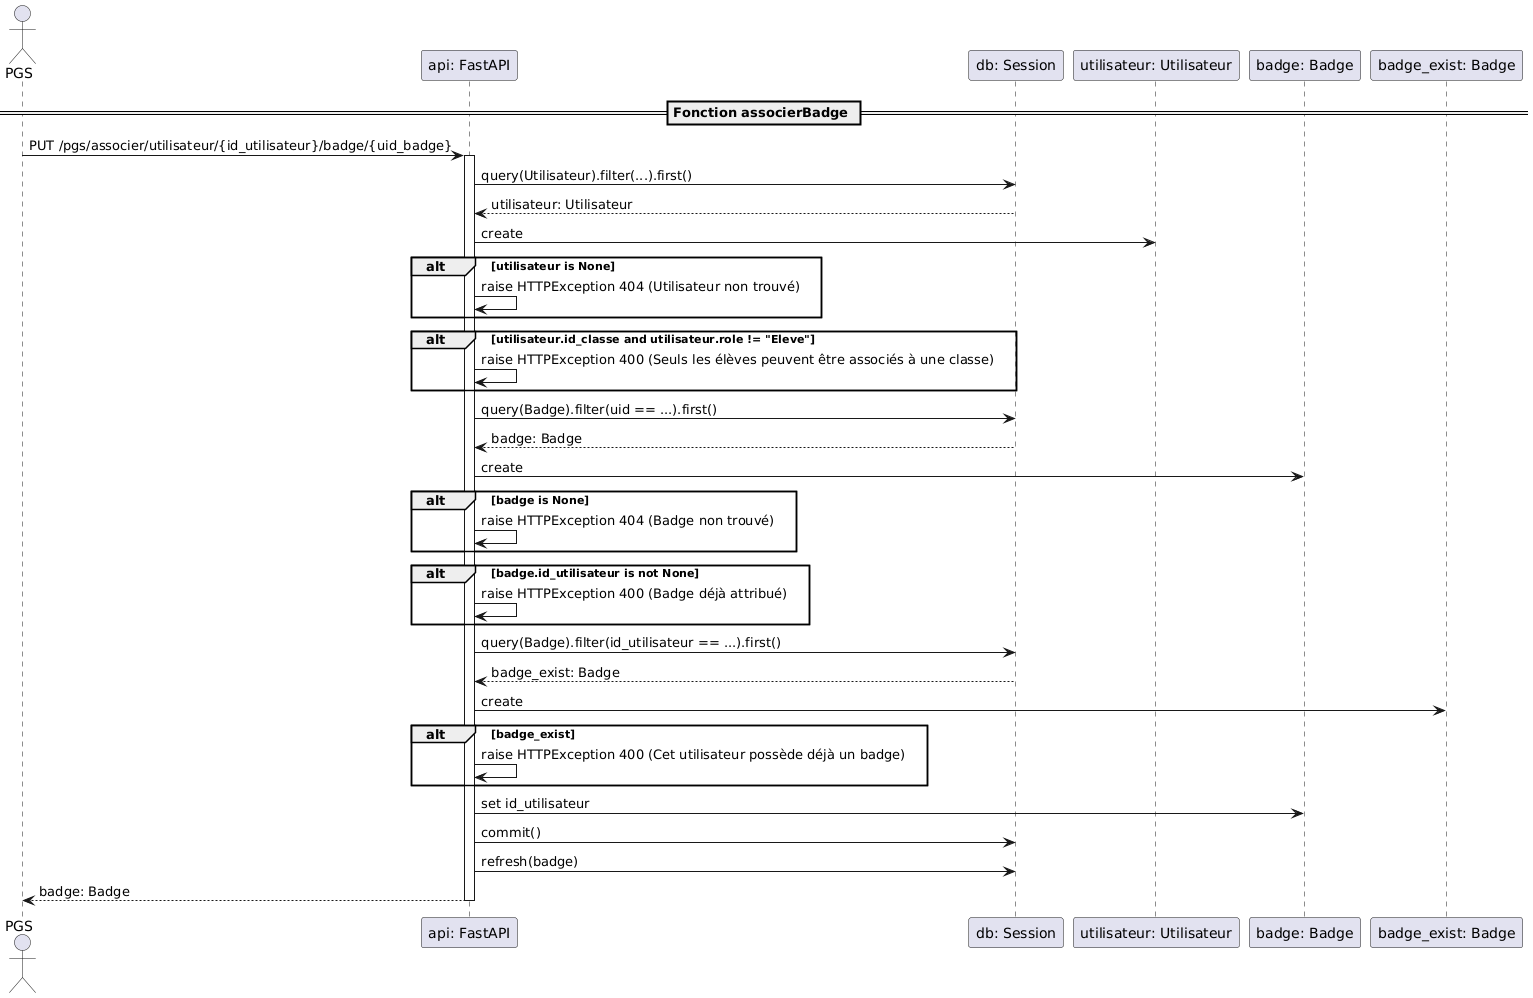 PGS
api: FastAPI
db: Session
utilisateur: Utilisateur
badge: Badge
badge_exist: Badge
Fonction associerBadge
PUT /pgs/associer/utilisateur/{id_utilisateur}/badge/{uid_badge}
query(Utilisateur).filter(...).first()
utilisateur: Utilisateur
create
alt [utilisateur is None]
raise HTTPException 404 (Utilisateur non trouvé)
alt [utilisateur.id_classe and utilisateur.role != "Eleve"]
raise HTTPException 400 (Seuls les élèves peuvent être associés à une classe)
query(Badge).filter(uid == ...).first()
badge: Badge
create
alt [badge is None]
raise HTTPException 404 (Badge non trouvé)
alt [badge.id_utilisateur is not None]
raise HTTPException 400 (Badge déjà attribué)
query(Badge).filter(id_utilisateur == ...).first()
badge_exist: Badge
create
alt [badge_exist]
raise HTTPException 400 (Cet utilisateur possède déjà un badge)
set id_utilisateur
commit()
refresh(badge)
badge: Badge
PGS
api: FastAPI
db: Session
utilisateur: Utilisateur
badge: Badge
badge_exist: Badge